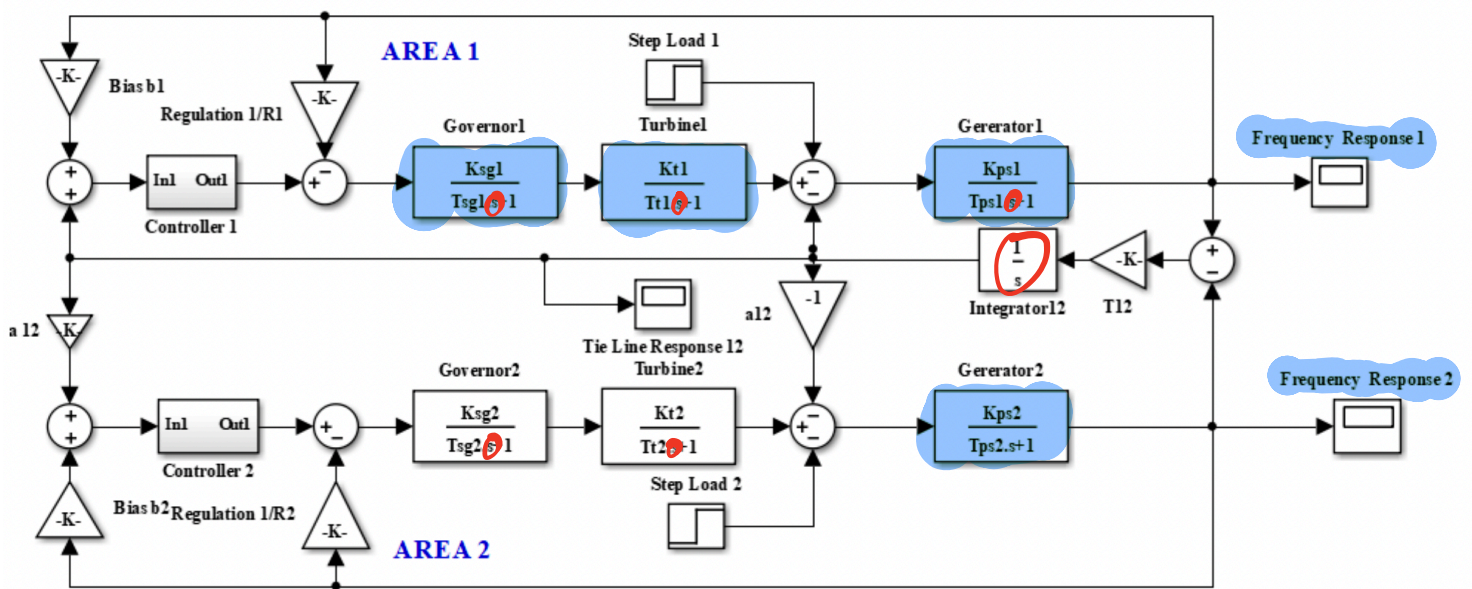 AREA 1
Step Load 1
-K-
Bias b1
-K-
Regulation 1/R1
Governor1
Turbine1
Gererator1
Frequency Response 1
+
+
In1 Out1
Controller 1
+
−
Ksg1
Tsg1.s+1
Kt1
Tt1.s+1
+
−
−
Kps1
Tps1.s+1
1
s
Integrator12
-K-
T12
+
−
a 12
-K-
Tie Line Response 12
a12
-1
Governor2
Turbine2
Gererator2
Frequency Response 2
+
+
In1 Out1
Controller 2
+
−
Ksg2
Tsg2.s+1
Kt2
Tt2.s+1
+
−
−
Kps2
Tps2.s+1
Step Load 2
-K-
Bias b2
Regulation 1/R2
-K-
AREA 2